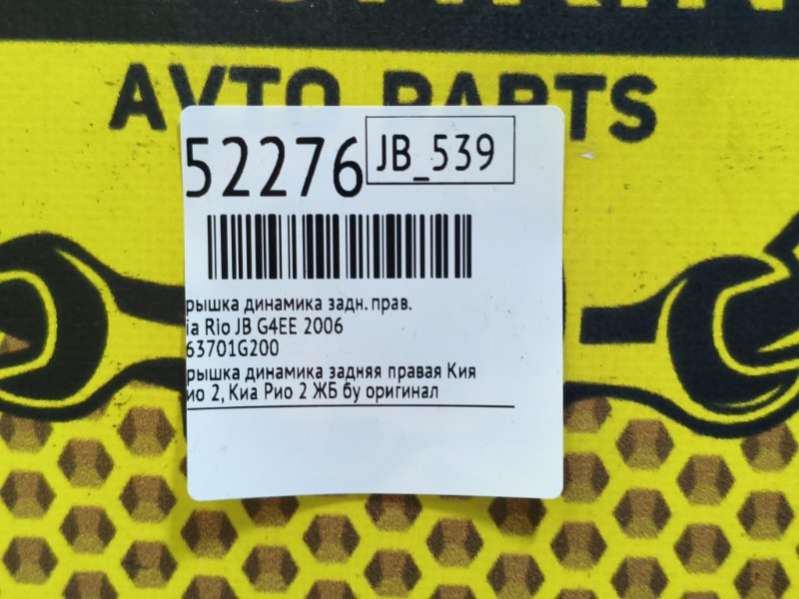 AVTO PARTS
52276
JB_539
рышка динамика задн. прав.
ia Rio JB G4EE 2006
63701G200
рышка динамика задняя правая Кия
ио 2, Киа Рио 2 ЖБ бу оригинал